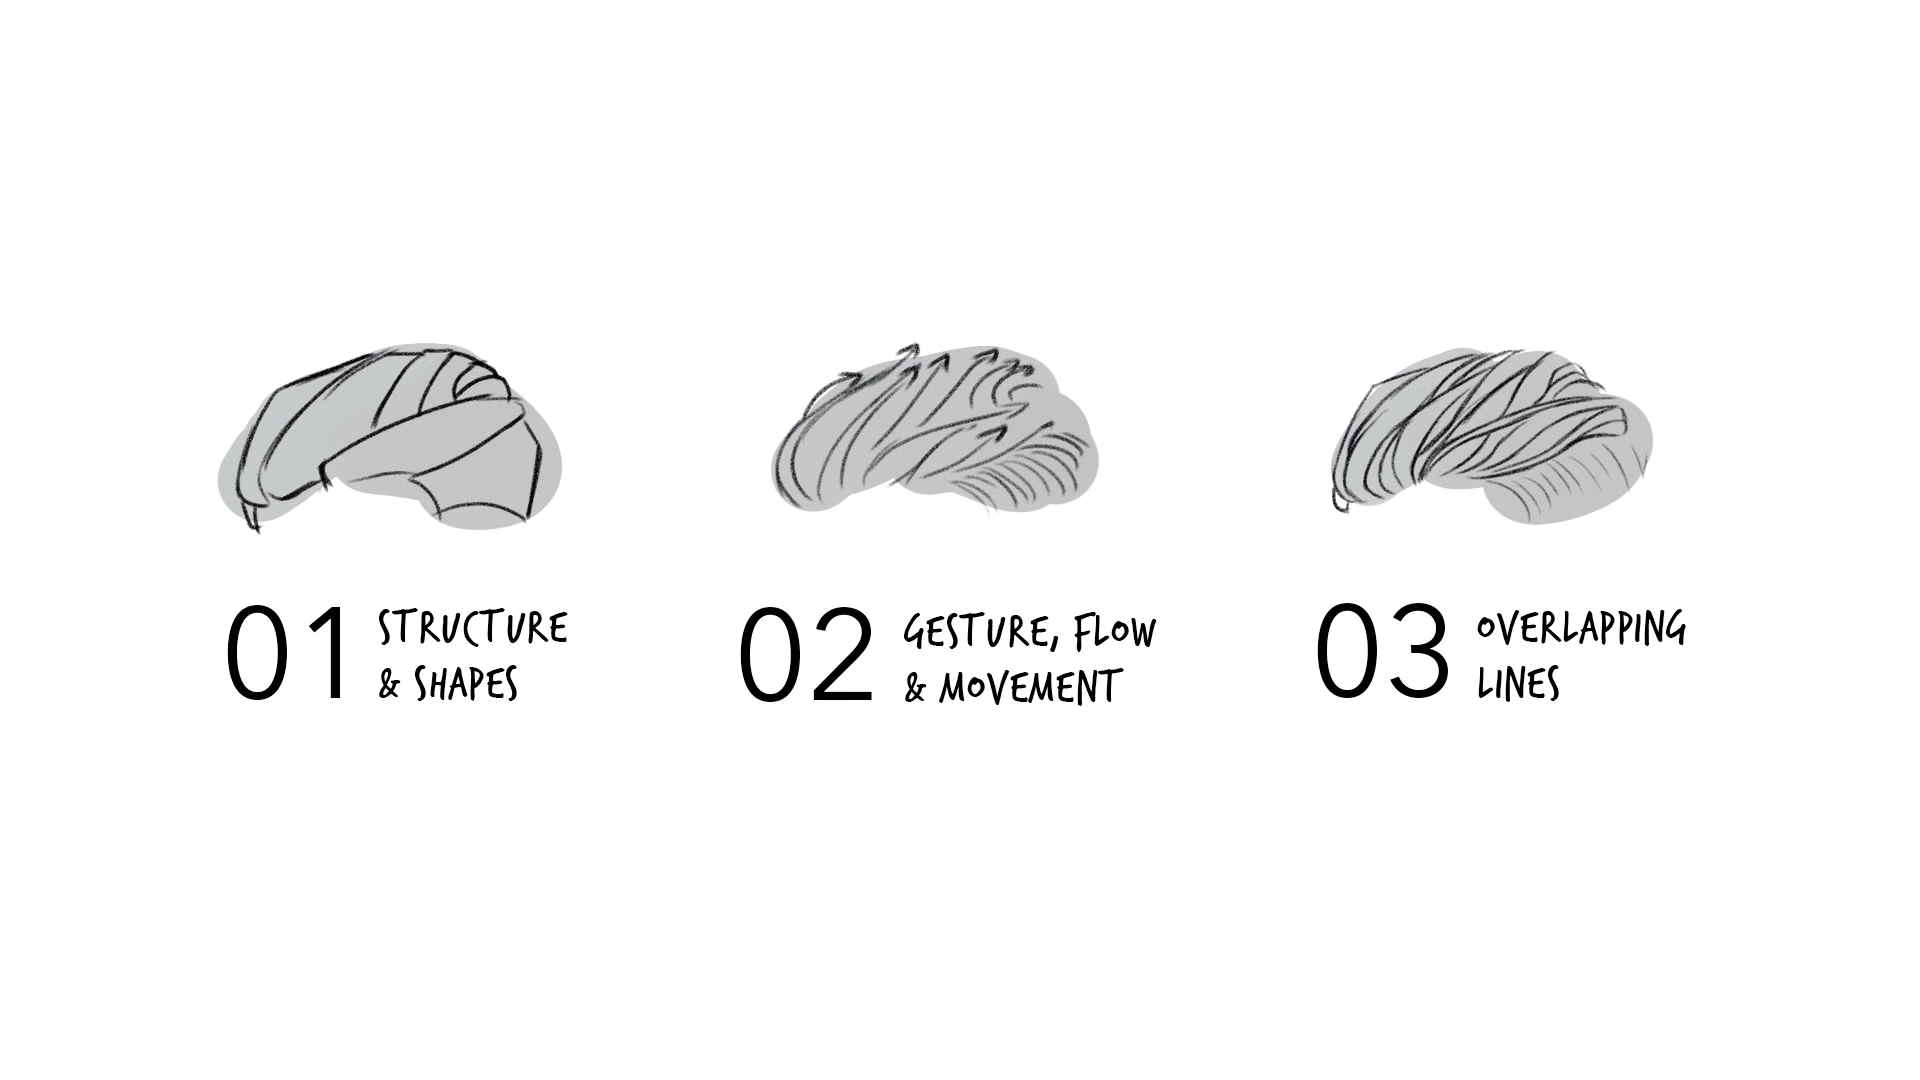 01 STRUCTURE
& SHAPES
02 GESTURE, FLOW
& MOVEMENT
03 OVERLAPPING
LINES